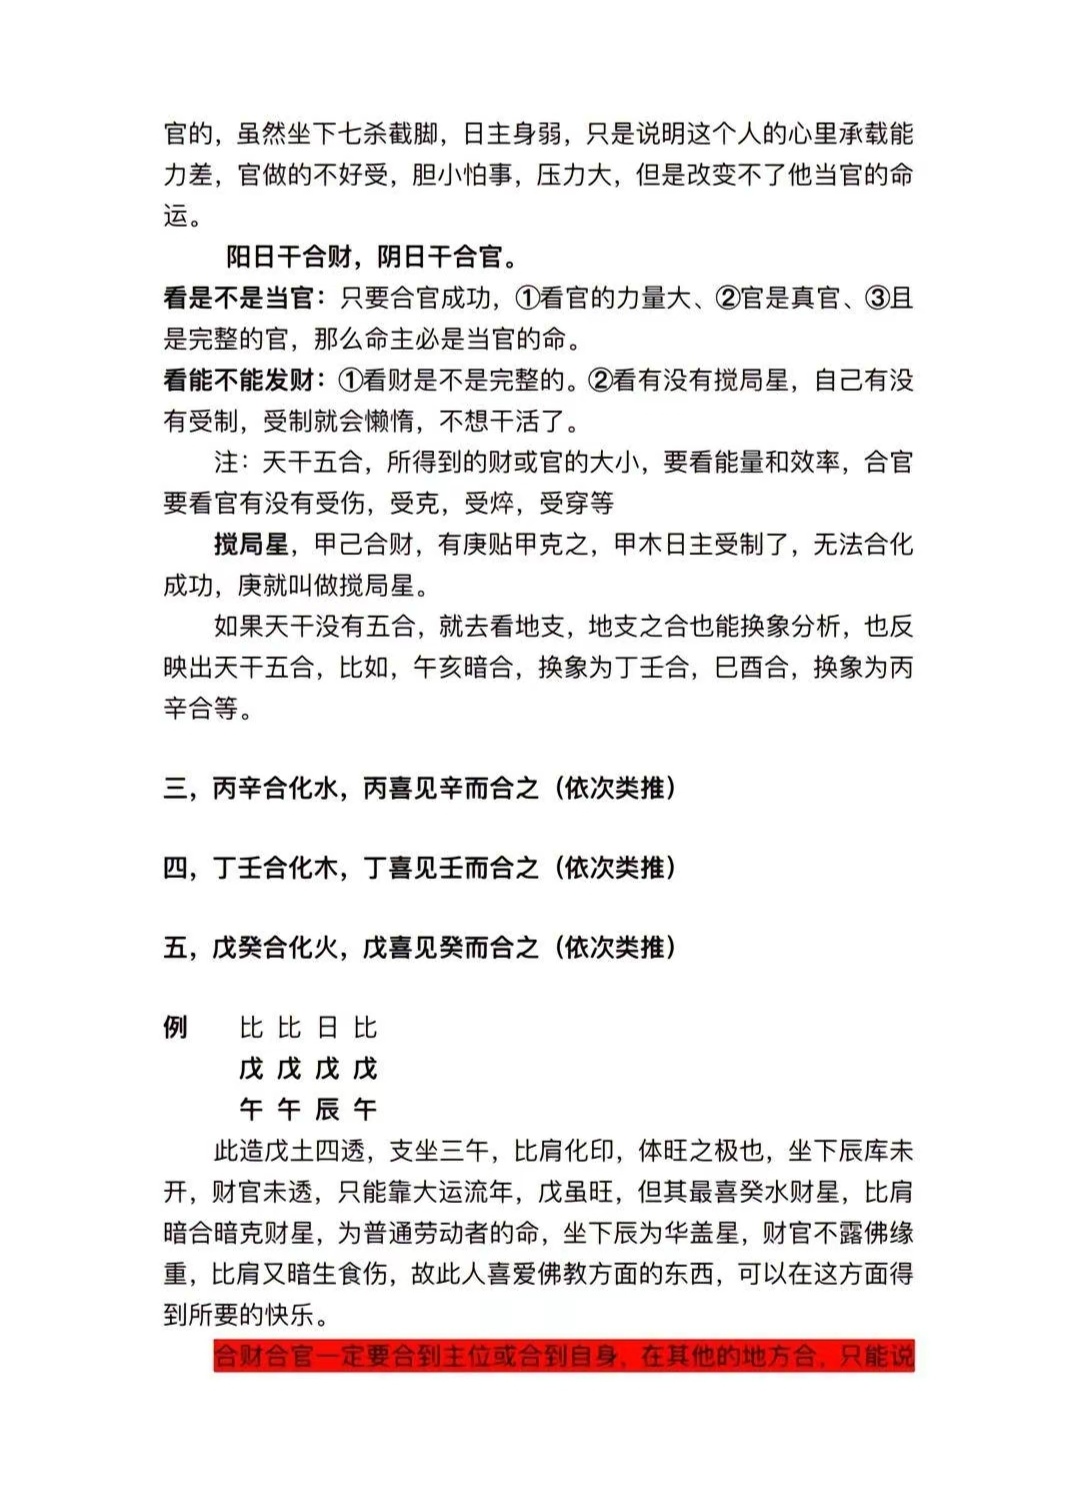 官的，虽然坐下七杀截脚，日主身弱，只是说明这个人的心里承载能
力差，官做的不好受，胆小怕事，压力大，但是改变不了他当官的命
运。
阳日干合财，阴日干合官。
看是不是当官：只要合官成功，①看官的力量大、②官是真官、③且
是完整的官，那么命主必是当官的命。
看能不能发财：①看财是不是完整的。②看有没有搅局星，自己有没
有受制，受制就会懒惰，不想干活了。
注：天干五合，所得到的财或官的大小，要看能量和效率，合官
要看官有没有受伤，受克，受焠，受穿等
搅局星，甲己合财，有庚贴甲克之，甲木日主受制了，无法合化
成功，庚就叫做搅局星。
如果天干没有五合，就去看地支，地支之合也能换象分析，也反
映出天干五合，比如，午亥暗合，换象为丁壬合，巳酉合，换象为丙
辛合等。
三，丙辛合化水，丙喜见辛而合之（依次类推）
四，丁壬合化木，丁喜见壬而合之（依次类推）
五，戊癸合化火，戊喜见癸而合之（依次类推）
例 比 比 日 比
戊 戊 戊 戊
午 午 辰 午
此造戊土四透，支坐三午，比肩化印，体旺之极也，坐下辰库未
开，财官未透，只能靠大运流年，戊虽旺，但其最喜癸水财星，比肩
暗合暗克财星，为普通劳动者的命，坐下辰为华盖星，财官不露佛缘
重，比肩又暗生食伤，故此人喜爱佛教方面的东西，可以在这方面得
到所要的快乐。
合财合官一定要合到主位或合到自身，在其他的地方合，只能说